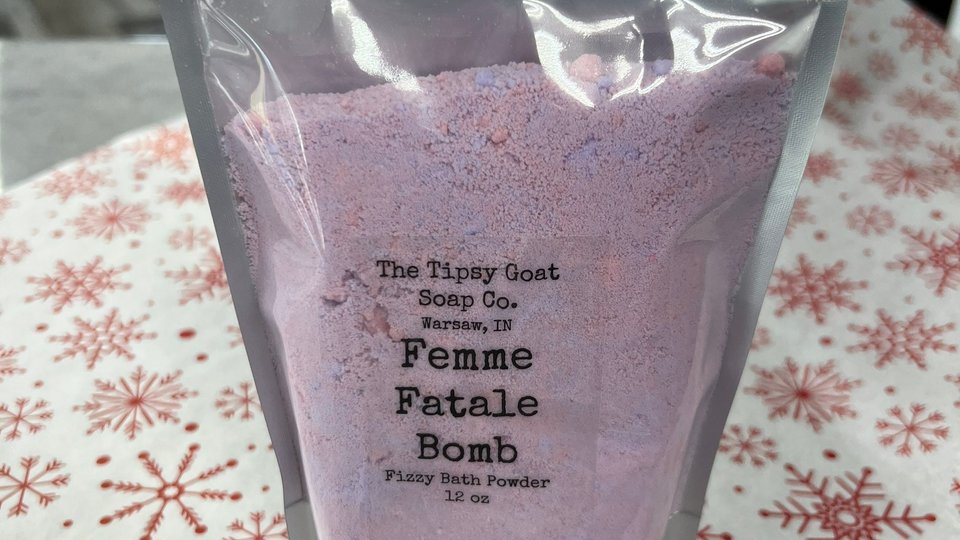 The Tipsy Goat
Soap Co.
Warsaw, IN
Femme
Fatale
Bomb
Fizzy Bath Powder
12 oz